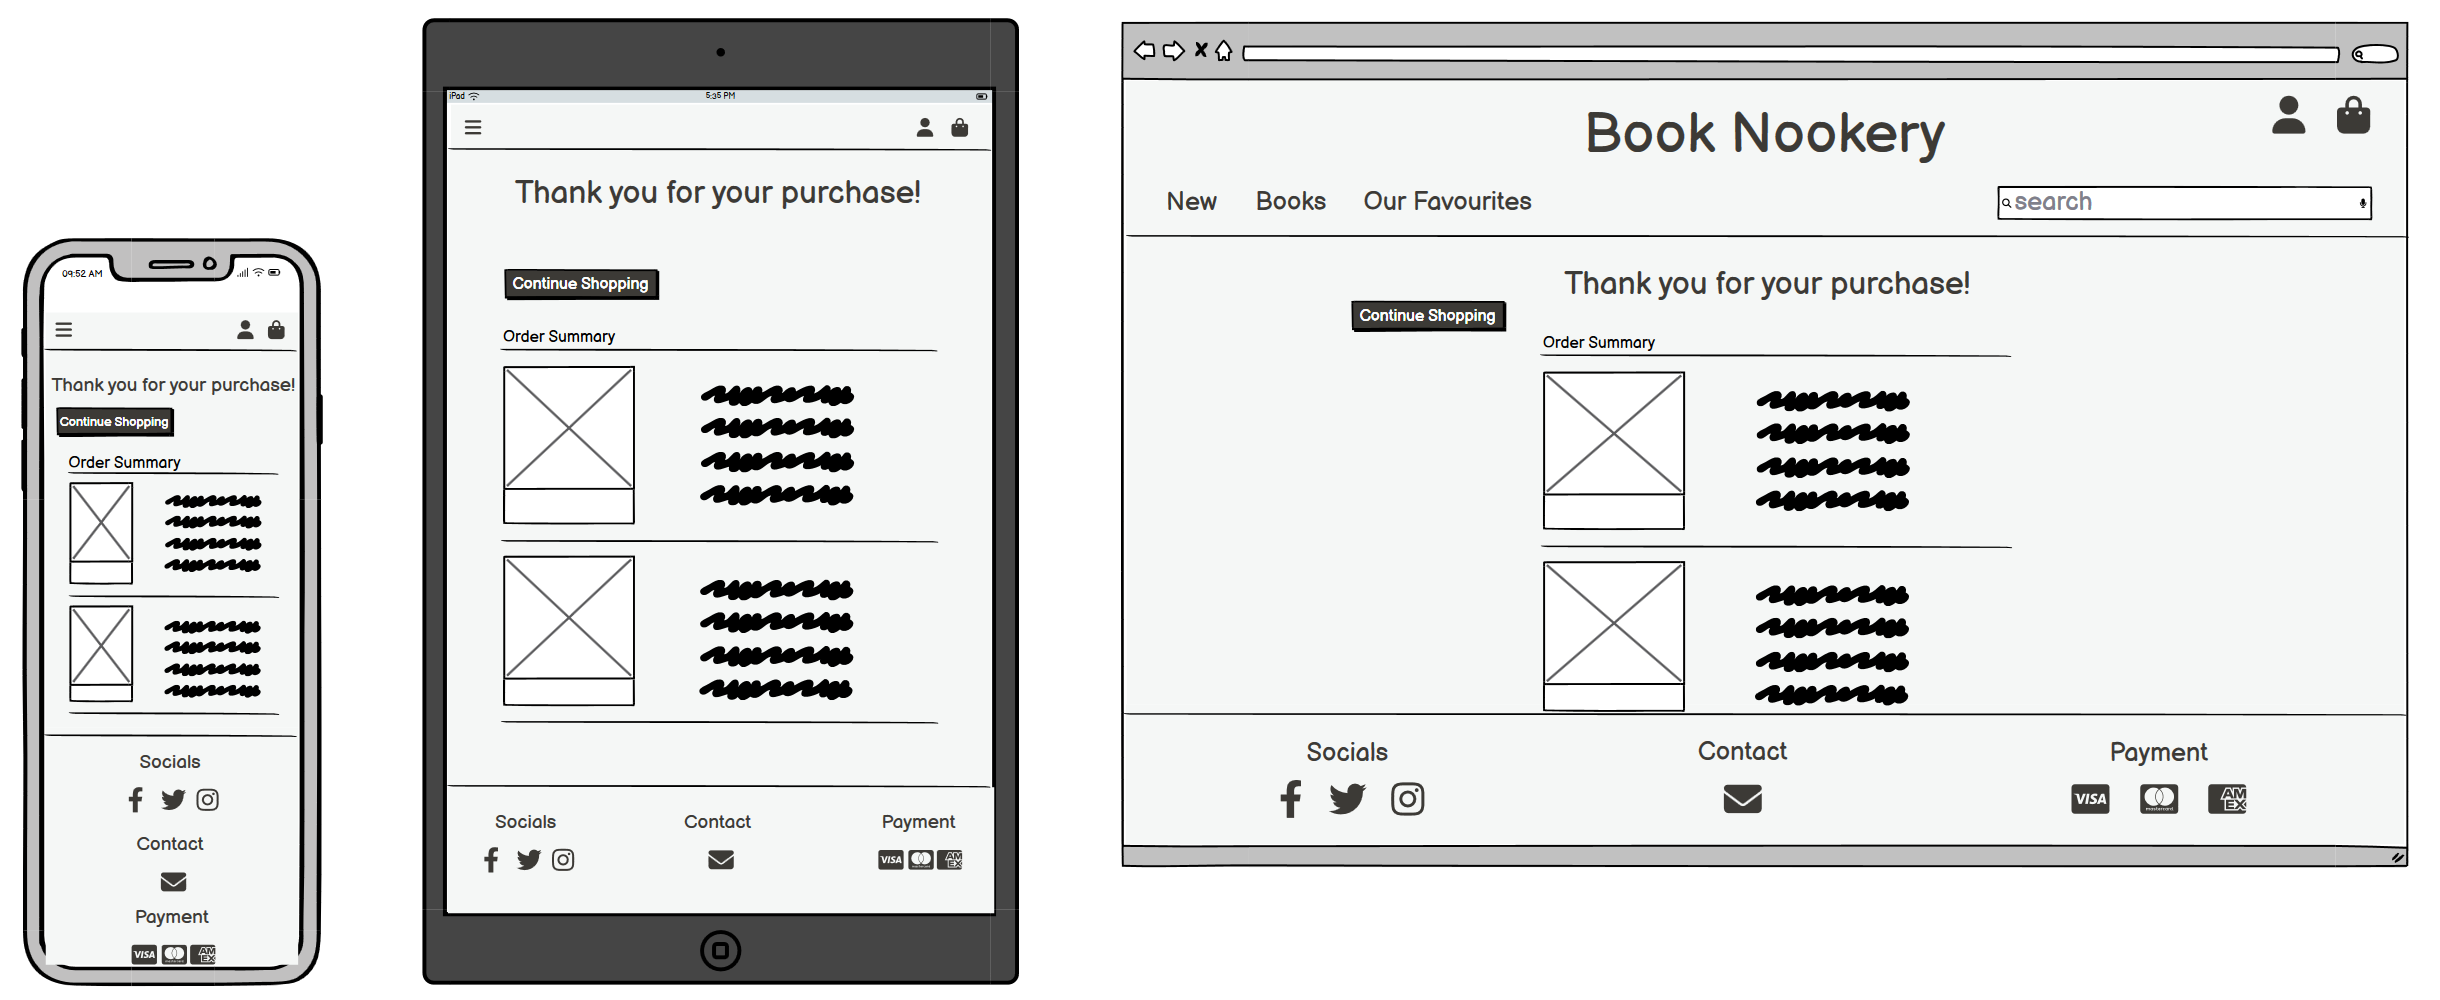 09:52 AM
Thank you for your purchase!
Continue Shopping
Order Summary
Socials
Contact
Payment
VISA
mastercard
AM
EX
iPad
5:35 PM
Thank you for your purchase!
Continue Shopping
Order Summary
Socials
Contact
Payment
VISA
mastercard
AM
EX
Book Nookery
New
Books
Our Favourites
search
Thank you for your purchase!
Continue Shopping
Order Summary
Socials
Contact
Payment
VISA
mastercard
AM
EX